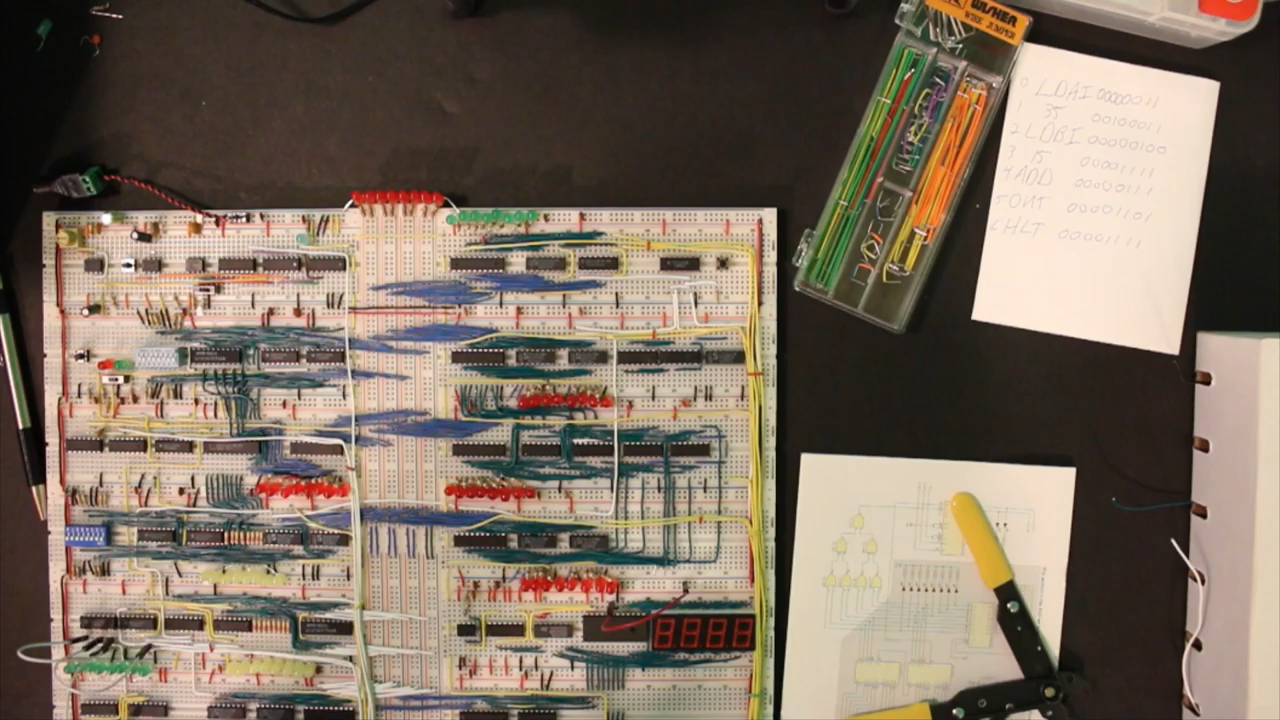 WISHER
WIRE JUMPER
0 LDAI 00000011
1 35 00100011
2 LDBI 00000100
3 15 00001111
4 ADD 00000111
5 OUT 00001101
6 HLT 00001111